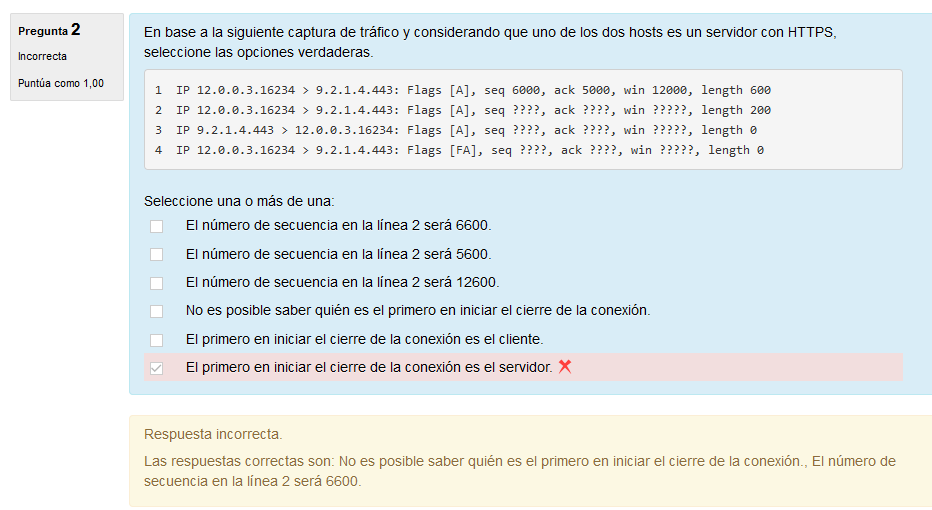 Pregunta 2
Incorrecta
Puntúa como 1,00
En base a la siguiente captura de tráfico y considerando que uno de los dos hosts es un servidor con HTTPS,
seleccione las opciones verdaderas.
1 IP 12.0.0.3.16234 > 9.2.1.4.443: Flags [A], seq 6000, ack 5000, win 12000, length 600
2 IP 12.0.0.3.16234 > 9.2.1.4.443: Flags [A], seq ????, ack ????, win ?????, length 200
3 IP 9.2.1.4.443 > 12.0.0.3.16234: Flags [A], seq ????, ack ????, win ?????, length 0
4 IP 12.0.0.3.16234 > 9.2.1.4.443: Flags [FA], seq ????, ack ????, win ?????, length 0
Seleccione una o más de una:
El número de secuencia en la línea 2 será 6600.
El número de secuencia en la línea 2 será 5600.
El número de secuencia en la línea 2 será 12600.
No es posible saber quién es el primero en iniciar el cierre de la conexión.
El primero en iniciar el cierre de la conexión es el cliente.
El primero en iniciar el cierre de la conexión es el servidor.
Respuesta incorrecta.
Las respuestas correctas son: No es posible saber quién es el primero en iniciar el cierre de la conexión., El número de
secuencia en la línea 2 será 6600.